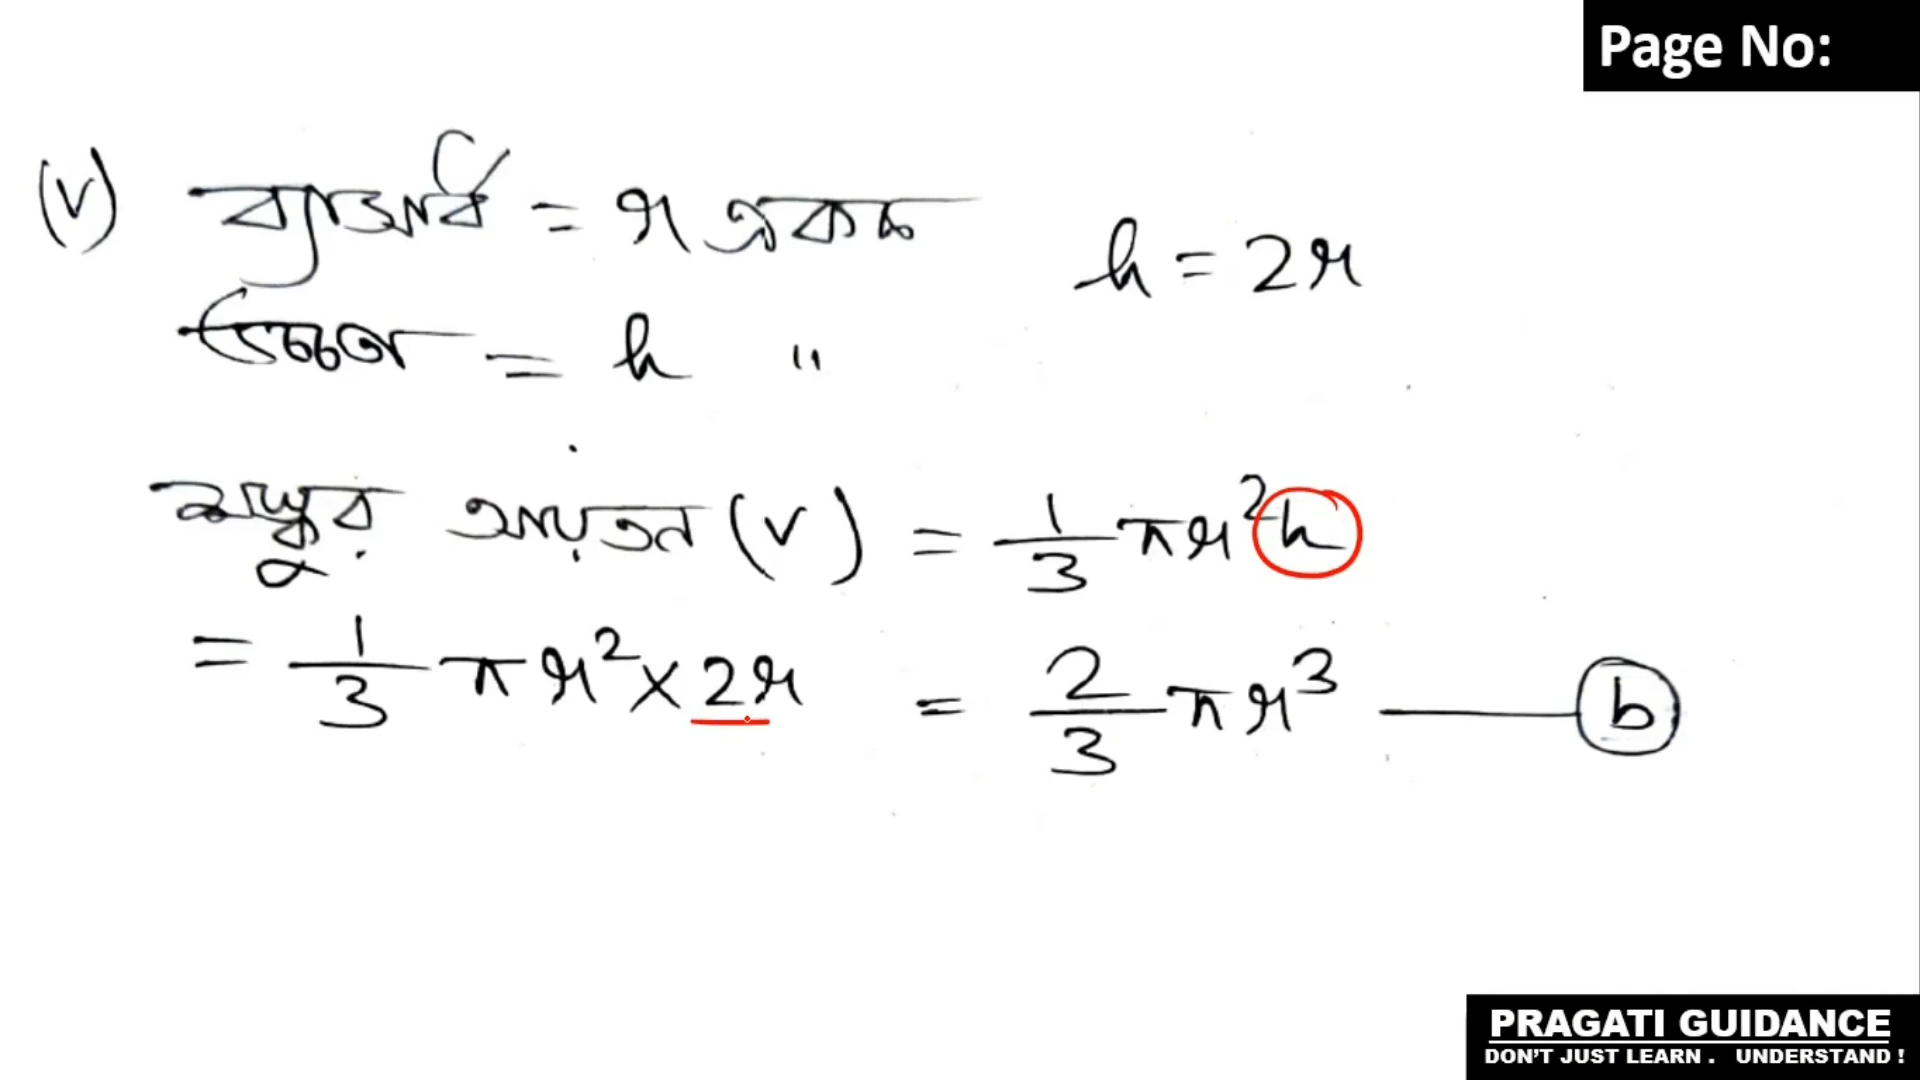 Page No:
(v) ব্যাসার্ধ = r একক h = 2r
উচ্চতা = h "
শঙ্কুর আয়তন (v) = 1/3 πr²h
= 1/3 πr² × 2r = 2/3 πr³ — b
PRAGATI GUIDANCE
DON'T JUST LEARN . UNDERSTAND !